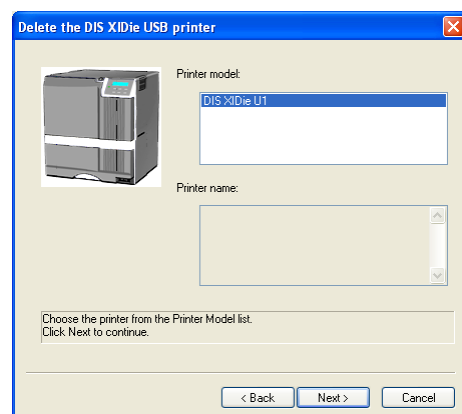 Delete the DIS XIDie USB printer
Printer model:
DIS XIDie U1
Printer name:
Choose the printer from the Printer Model list.
Click Next to continue.
< Back
Next >
Cancel